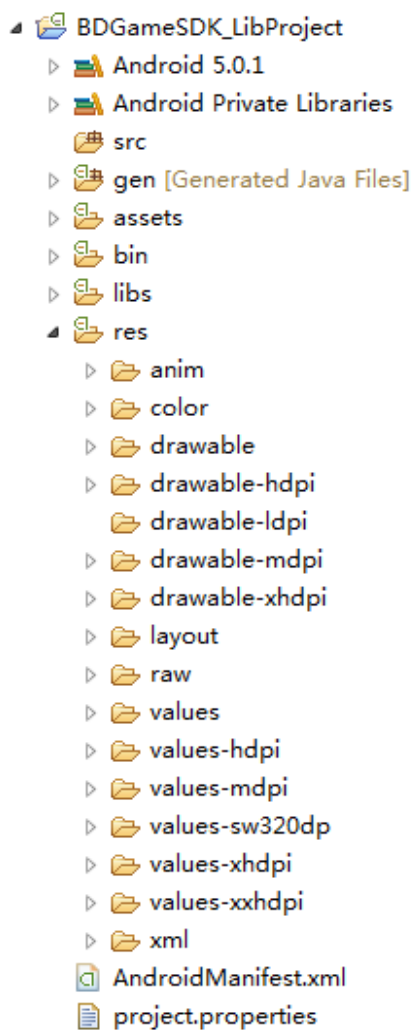 BDGameSDK_LibProject
Android 5.0.1
Android Private Libraries
src
gen [Generated Java Files]
assets
bin
libs
res
anim
color
drawable
drawable-hdpi
drawable-ldpi
drawable-mdpi
drawable-xhdpi
layout
raw
values
values-hdpi
values-mdpi
values-sw320dp
values-xhdpi
values-xxhdpi
xml
AndroidManifest.xml
project.properties